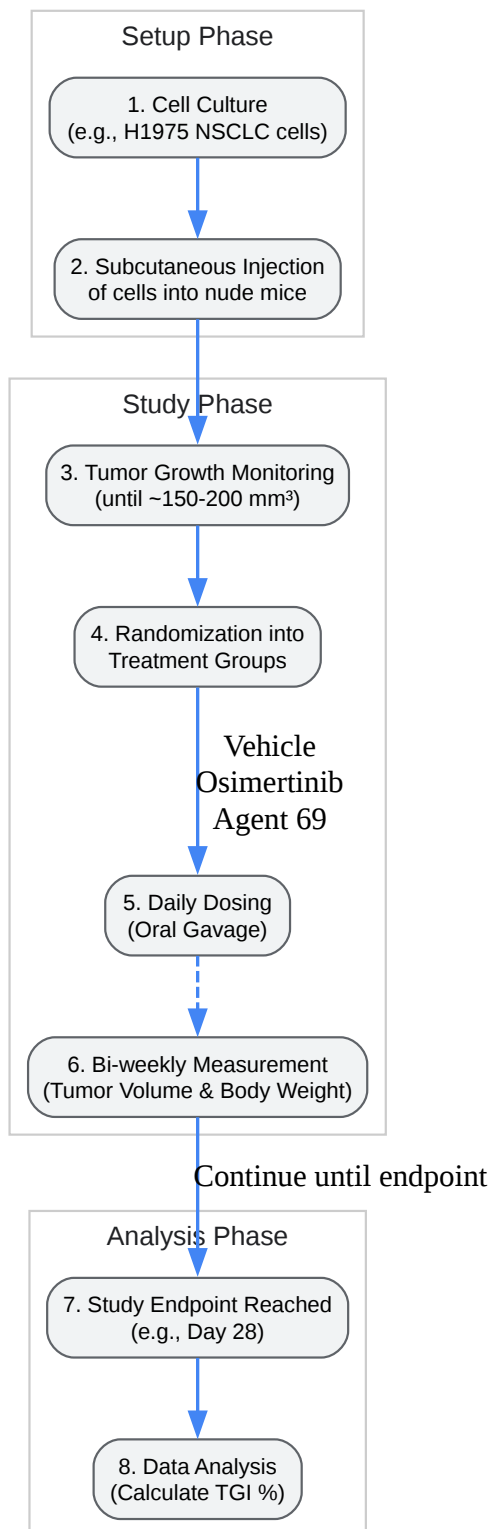 Setup Phase
1. Cell Culture
(e.g., H1975 NSCLC cells)
2. Subcutaneous Injection
of cells into nude mice
Study Phase
3. Tumor Growth Monitoring
(until ~150-200 mm³)
4. Randomization into
Treatment Groups
Vehicle
Osimertinib
Agent 69
5. Daily Dosing
(Oral Gavage)
6. Bi-weekly Measurement
(Tumor Volume & Body Weight)
Continue until endpoint
Analysis Phase
7. Study Endpoint Reached
(e.g., Day 28)
8. Data Analysis
(Calculate TGI %)